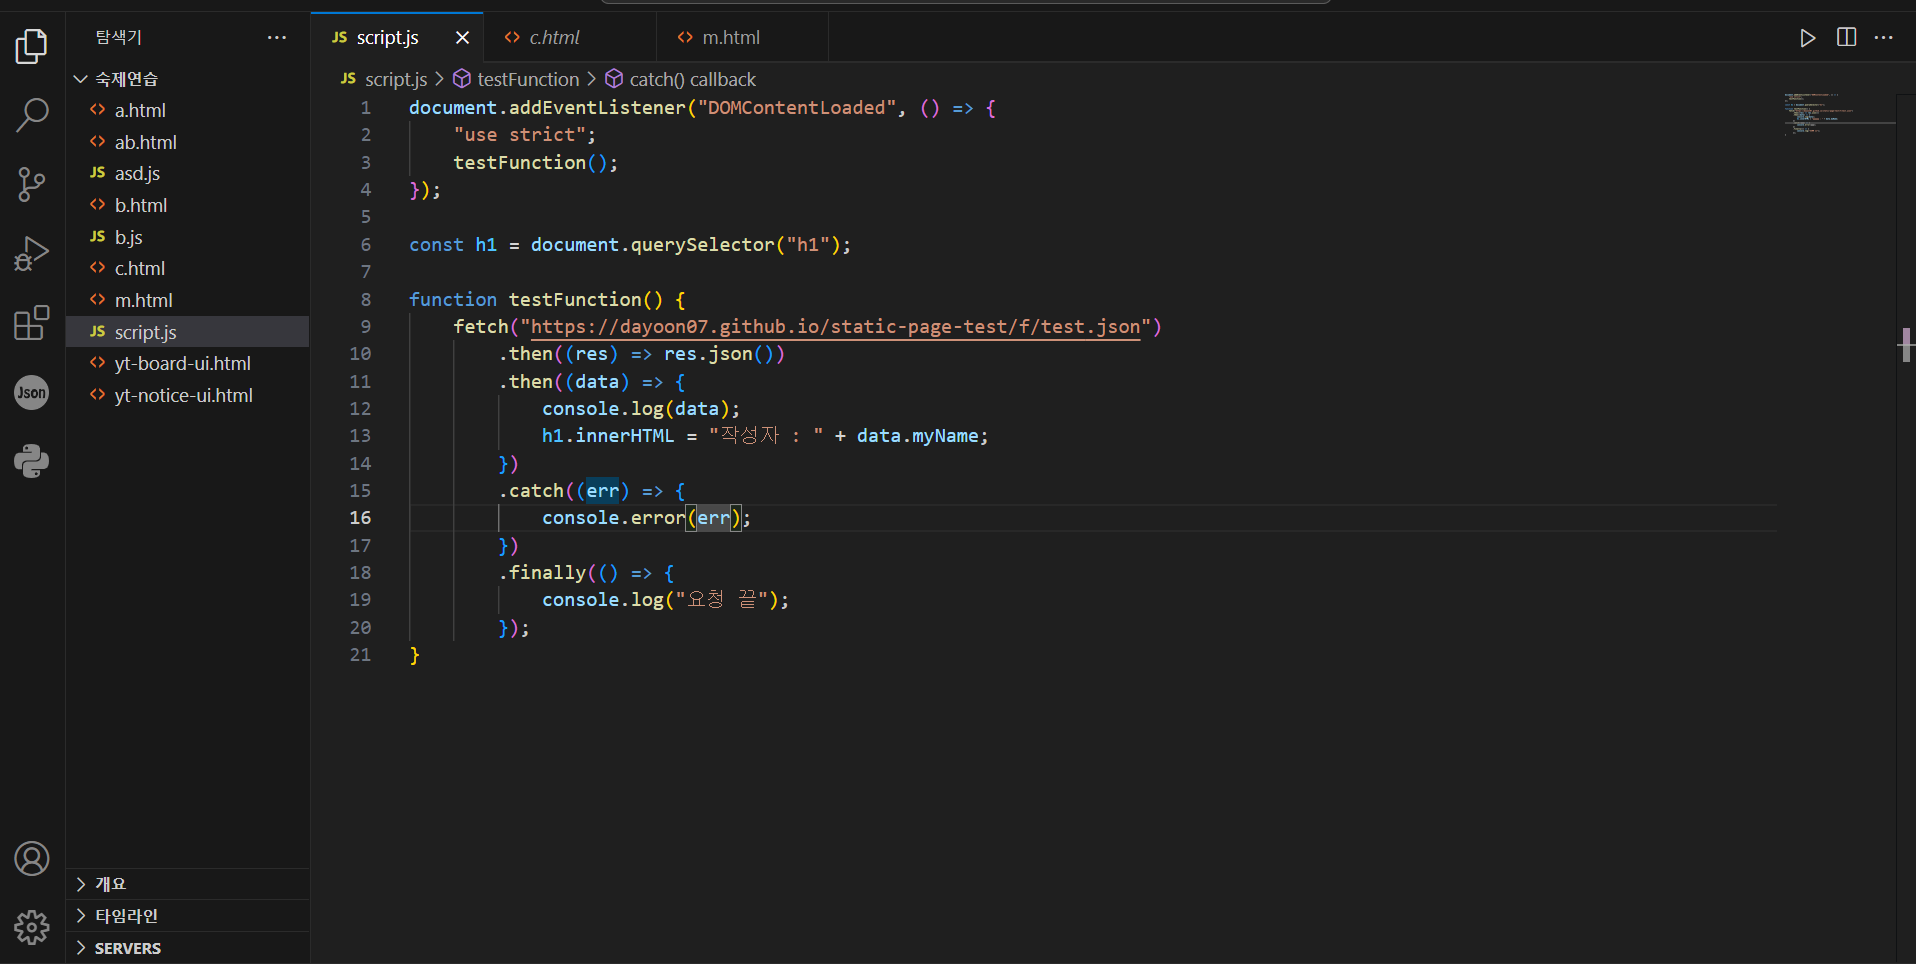 탐색기 ···
숙제연습
a.html
ab.html
JS asd.js
b.html
JS b.js
c.html
m.html
JS script.js
yt-board-ui.html
yt-notice-ui.html
Json
개요
타임라인
SERVERS
JS script.js × c.html m.html ···
JS script.js > testFunction > catch() callback
1 document.addEventListener("DOMContentLoaded", () => {
2 "use strict";
3 testFunction();
4 });
5
6 const h1 = document.querySelector("h1");
7
8 function testFunction() {
9 fetch("https://dayoon07.github.io/static-page-test/f/test.json")
10 .then((res) => res.json())
11 .then((data) => {
12 console.log(data);
13 h1.innerHTML = "작성자 : " + data.myName;
14 })
15 .catch((err) => {
16 console.error(err);
17 })
18 .finally(() => {
19 console.log("요청 끝");
20 });
21 }